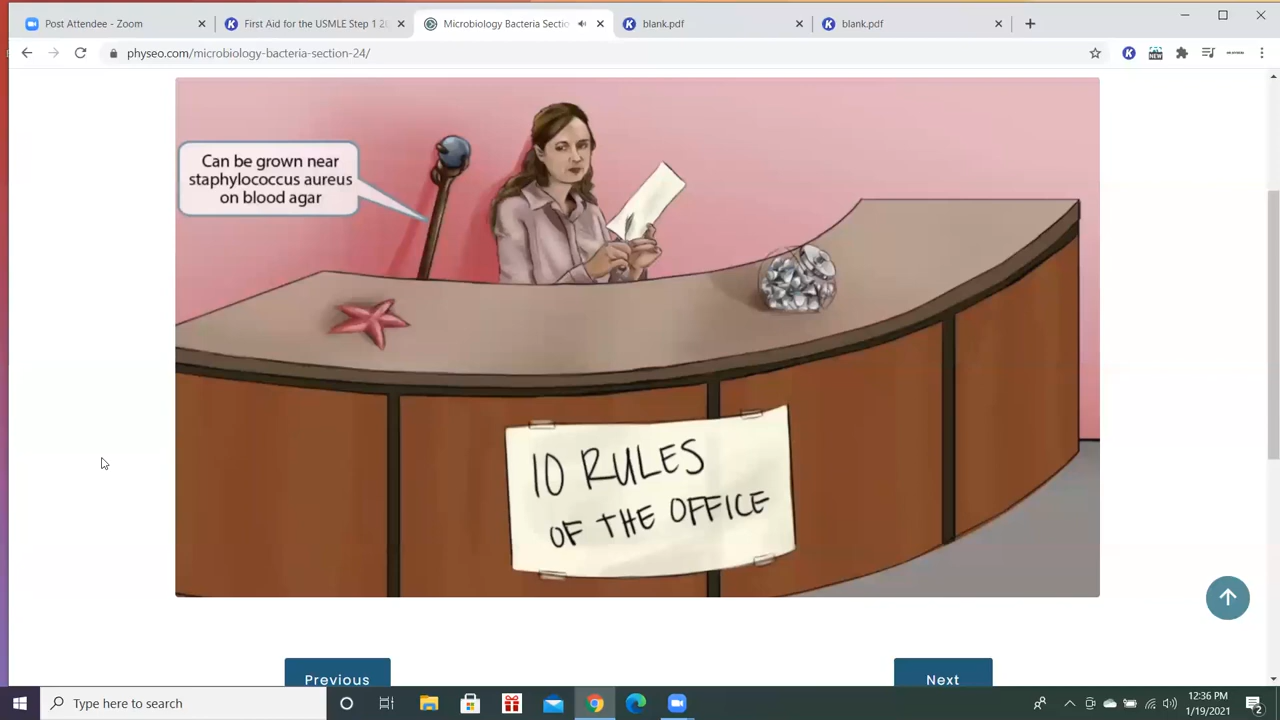 Post Attendee - Zoom
First Aid for the USMLE Step 1 2
Microbiology Bacteria Sectio
blank.pdf
blank.pdf
physeo.com/microbiology-bacteria-section-24/
NEW
Can be grown near
staphylococcus aureus
on blood agar
10 RULES
OF THE OFFICE
Previous
Next
Type here to search
12:36 PM
1/19/2021
2